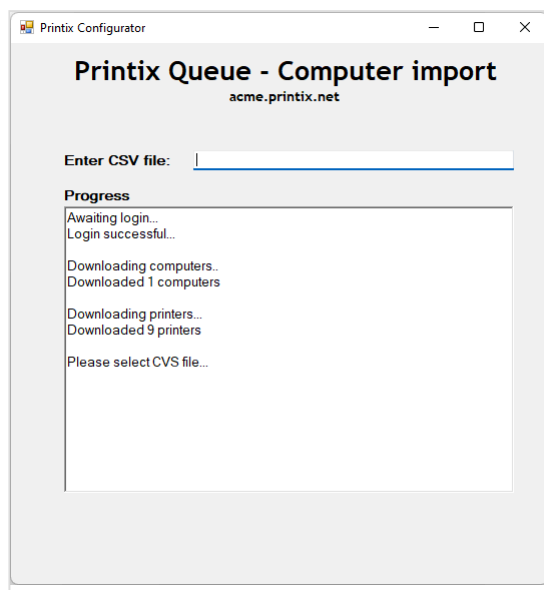 Printix Configurator
Printix Queue - Computer import
acme.printix.net
Enter CSV file:
Progress
Awaiting login...
Login successful...
Downloading computers..
Downloaded 1 computers
Downloading printers...
Downloaded 9 printers
Please select CVS file...